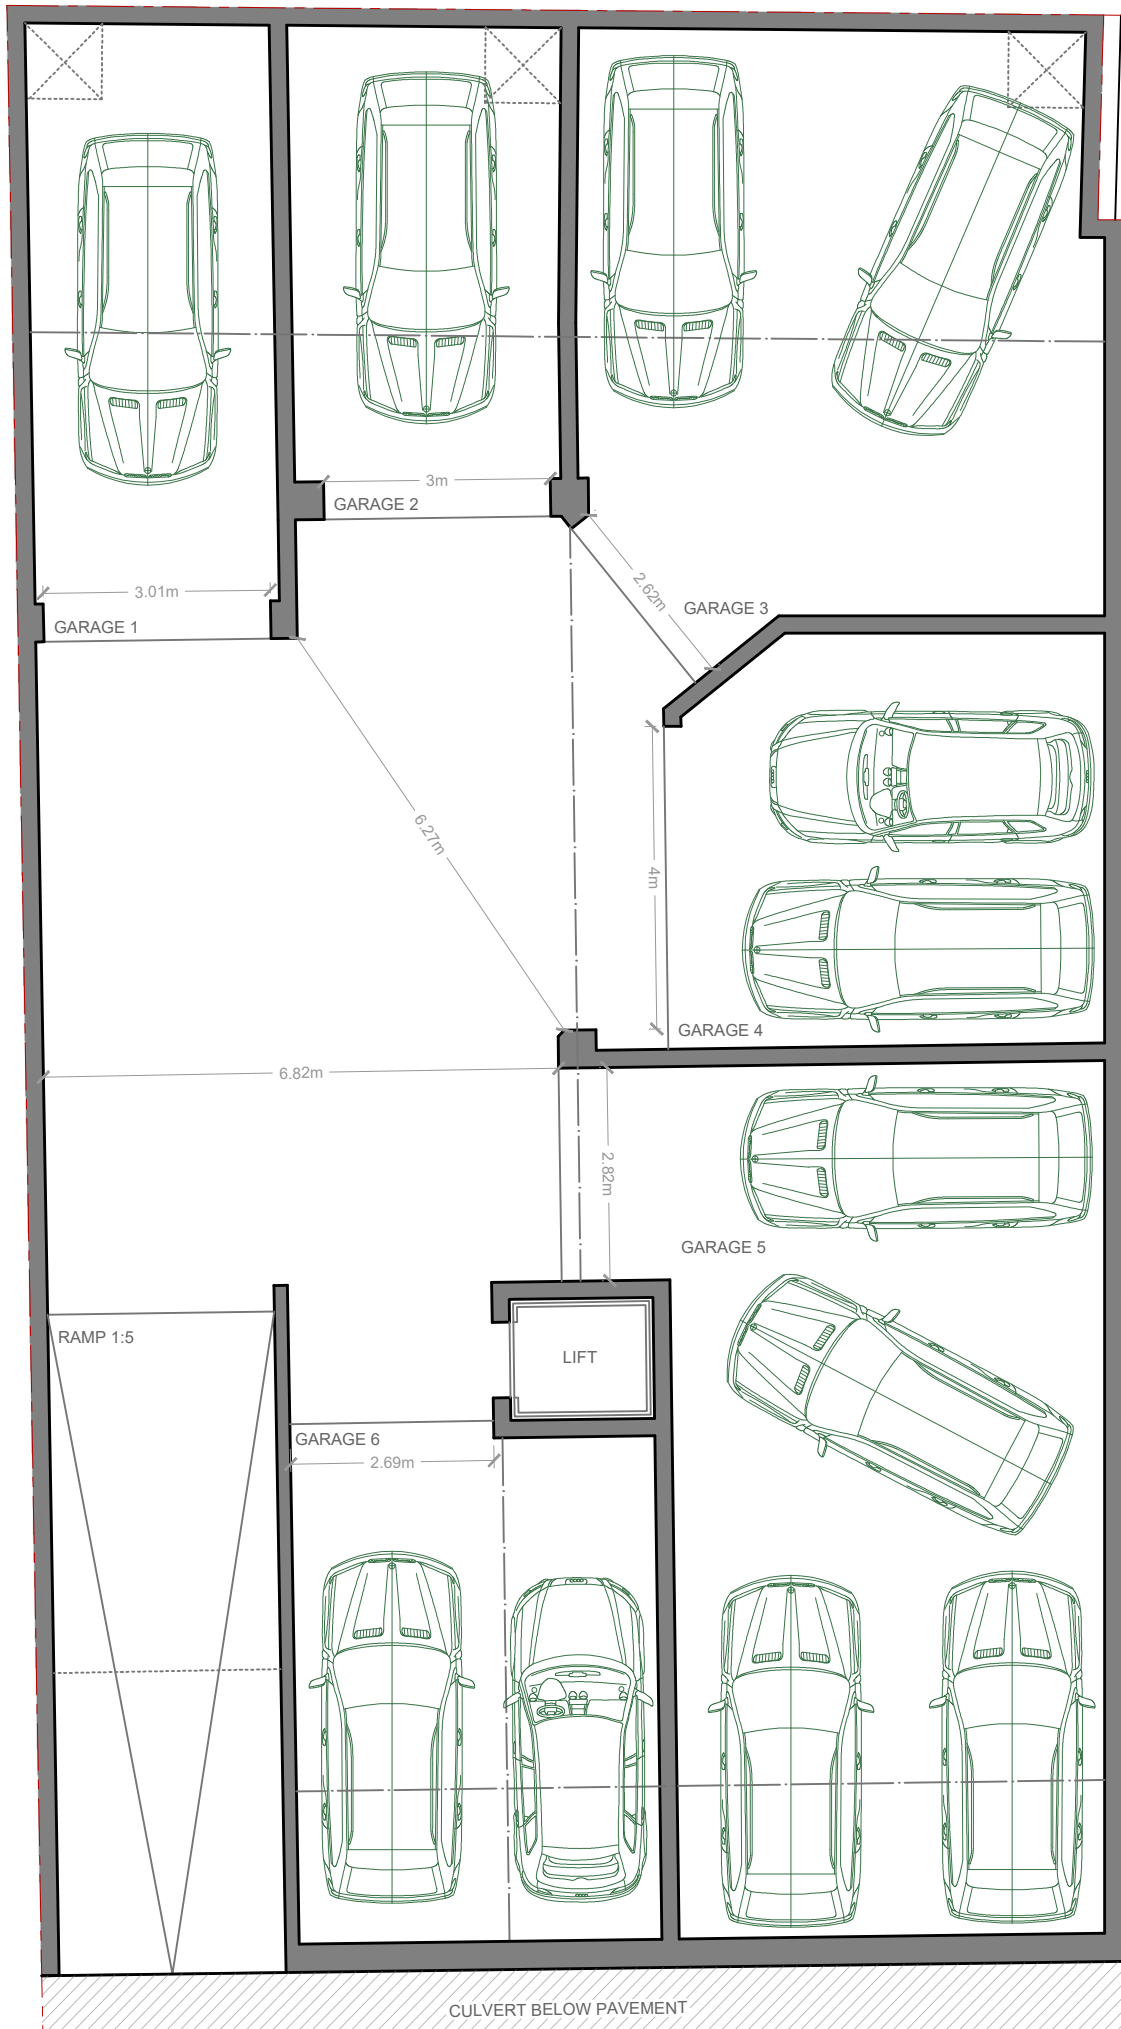 3m
GARAGE 2
3.01m
GARAGE 1
2.62m
GARAGE 3
6.27m
4m
GARAGE 4
6.82m
2.82m
GARAGE 5
RAMP 1:5
LIFT
GARAGE 6
2.69m
CULVERT BELOW PAVEMENT